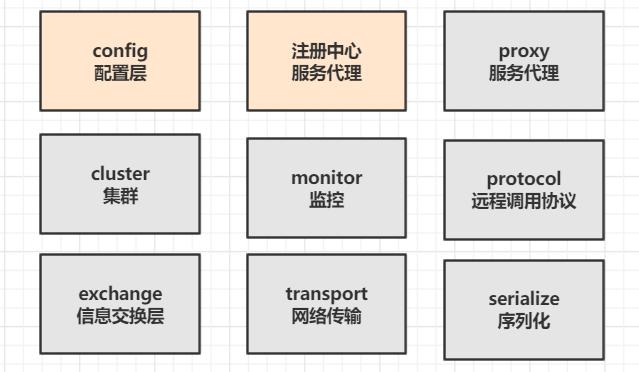 config
配置层
注册中心
服务代理
proxy
服务代理
cluster
集群
monitor
监控
protocol
远程调用协议
exchange
信息交换层
transport
网络传输
serialize
序列化